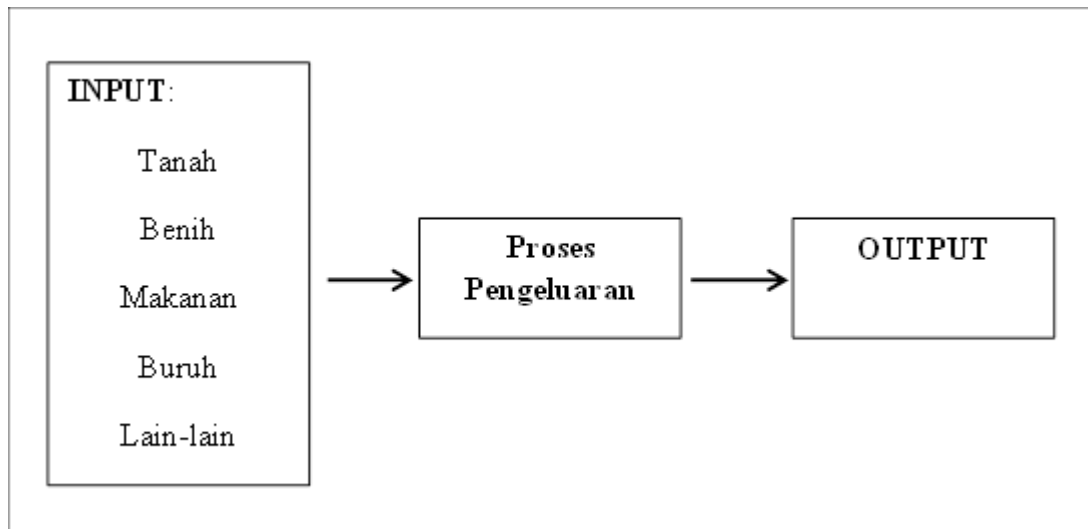 INPUT:
Tanah
Benih
Makanan
Buruh
Lain-lain
Proses
Pengeluaran
OUTPUT